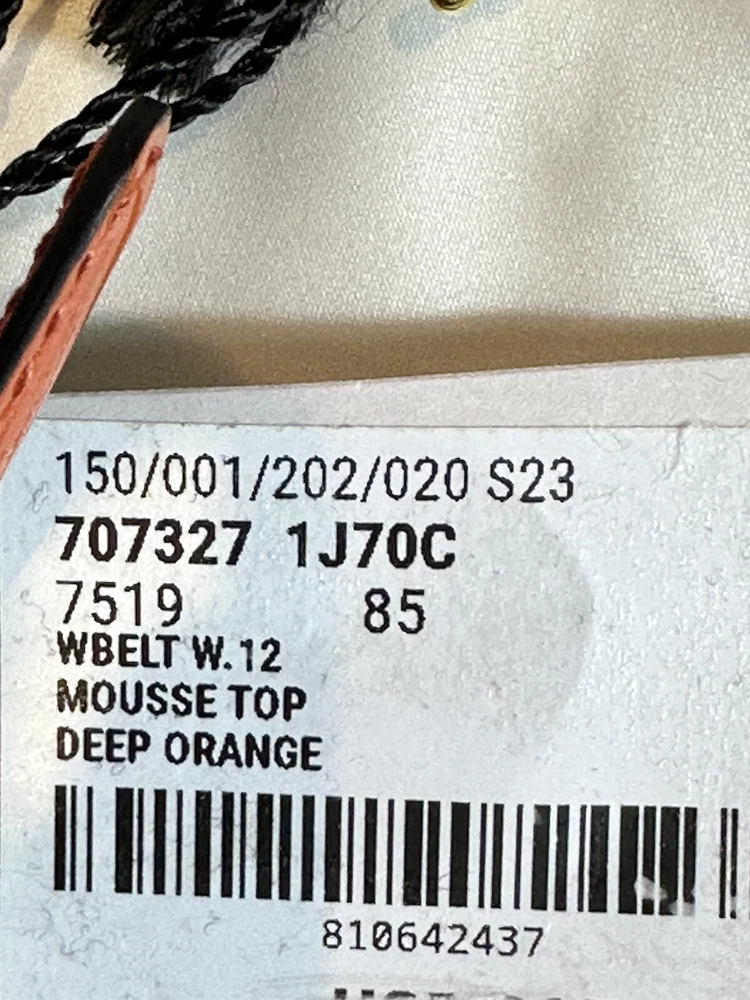 150/001/202/020 S23
707327 1J70C
7519 85
WBELT W.12
MOUSSE TOP
DEEP ORANGE
810642437